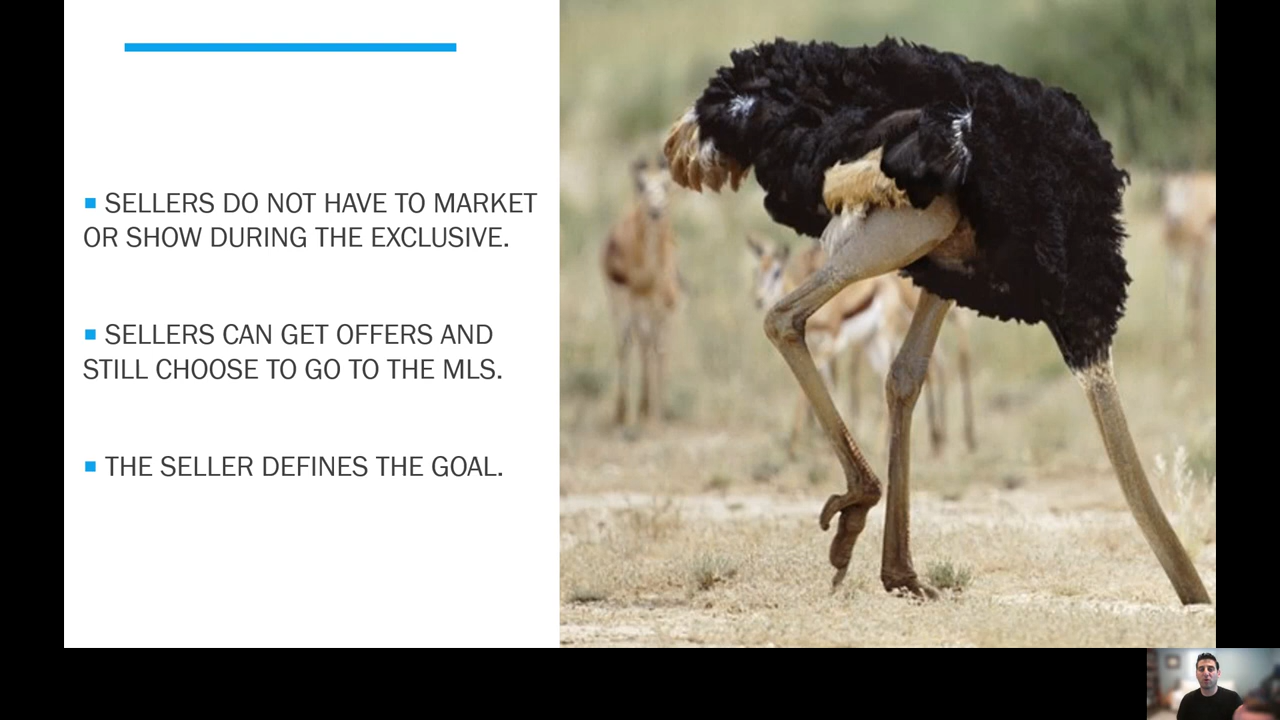 SELLERS DO NOT HAVE TO MARKET
OR SHOW DURING THE EXCLUSIVE.
SELLERS CAN GET OFFERS AND
STILL CHOOSE TO GO TO THE MLS.
THE SELLER DEFINES THE GOAL.